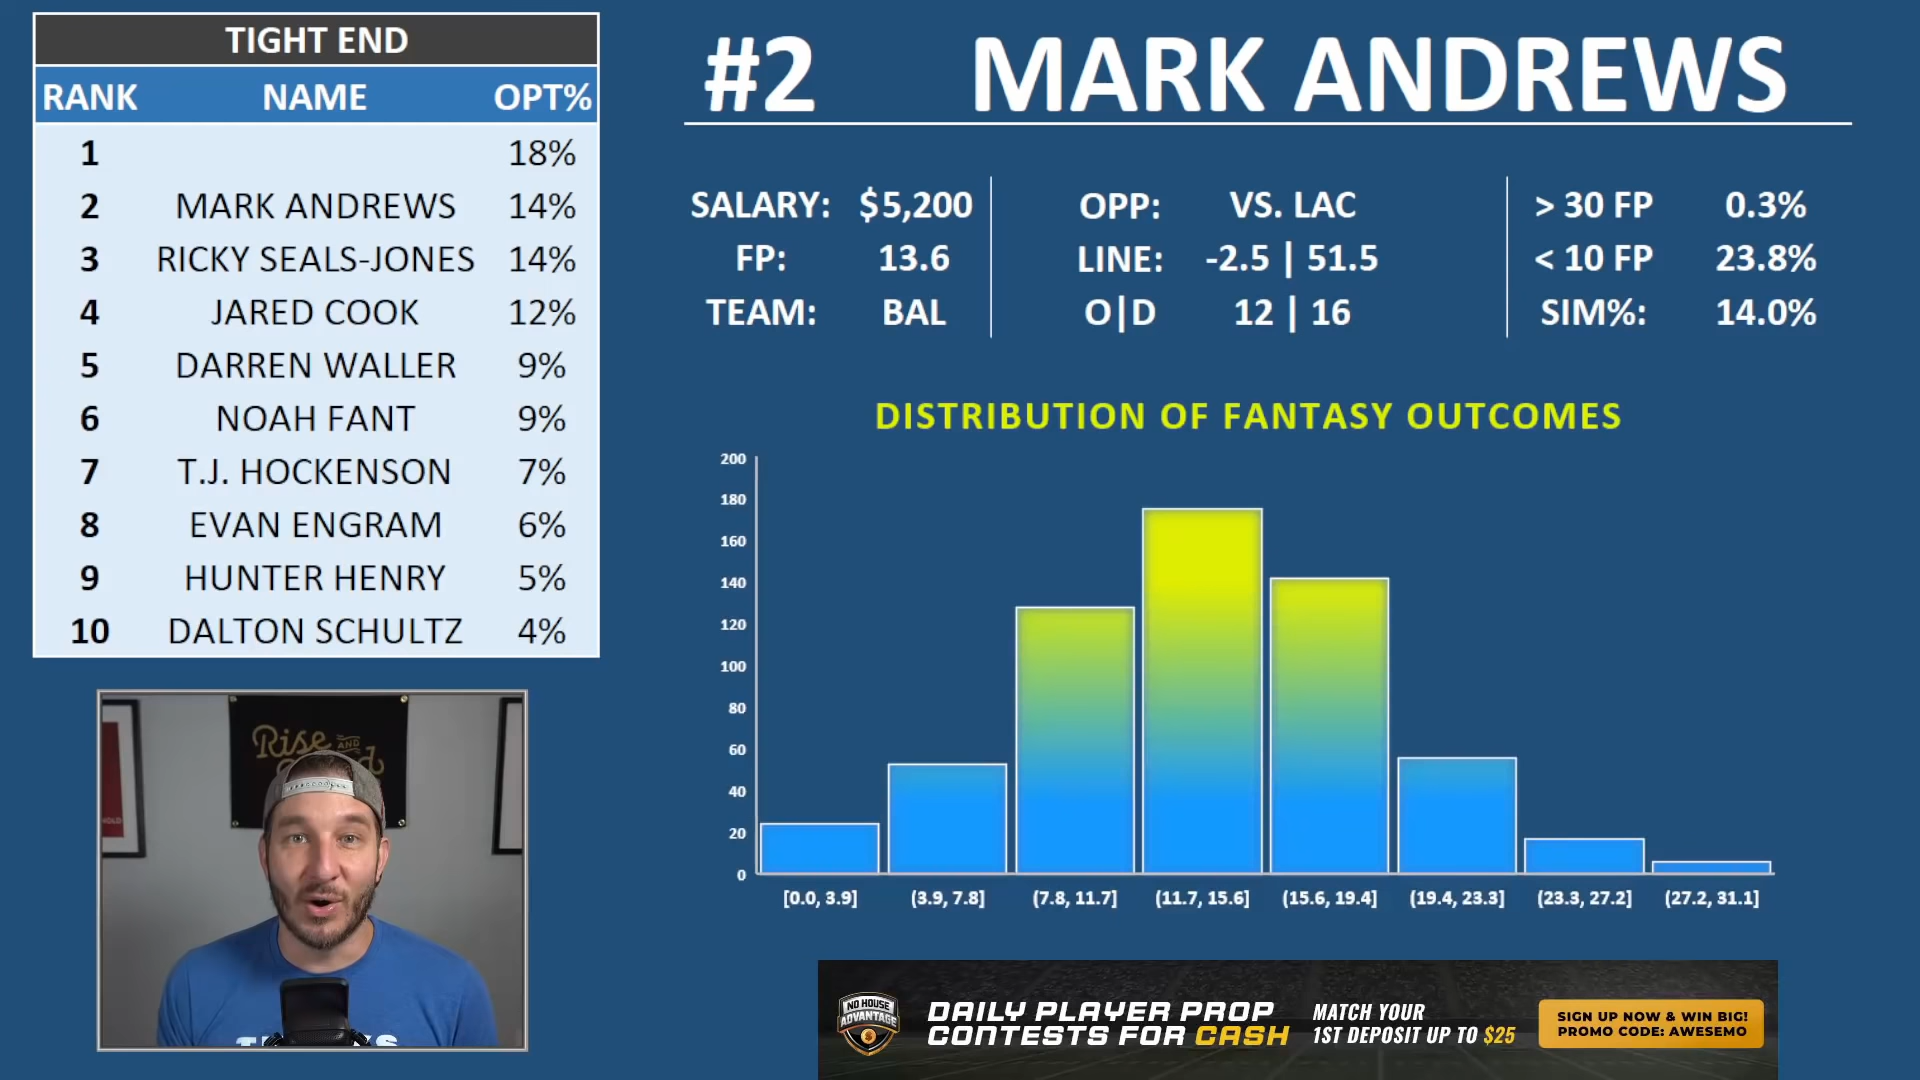 TIGHT END
RANK NAME OPT%
1 18%
2 MARK ANDREWS 14%
3 RICKY SEALS-JONES 14%
4 JARED COOK 12%
5 DARREN WALLER 9%
6 NOAH FANT 9%
7 T.J. HOCKENSON 7%
8 EVAN ENGRAM 6%
9 HUNTER HENRY 5%
10 DALTON SCHULTZ 4%
#2 MARK ANDREWS
SALARY: $5,200
FP: 13.6
TEAM: BAL
OPP: VS. LAC
LINE: -2.5 | 51.5
O|D 12 | 16
> 30 FP 0.3%
< 10 FP 23.8%
SIM%: 14.0%
DISTRIBUTION OF FANTASY OUTCOMES
200
180
160
140
120
100
80
60
40
20
0
[0.0, 3.9] (3.9, 7.8] (7.8, 11.7] (11.7, 15.6] (15.6, 19.4] (19.4, 23.3] (23.3, 27.2] (27.2, 31.1]
Rise AND
NO HOUSE
ADVANTAGE
DAILY PLAYER PROP
CONTESTS FOR CASH
MATCH YOUR
1ST DEPOSIT UP TO $25
SIGN UP NOW & WIN BIG!
PROMO CODE: AWESEMO